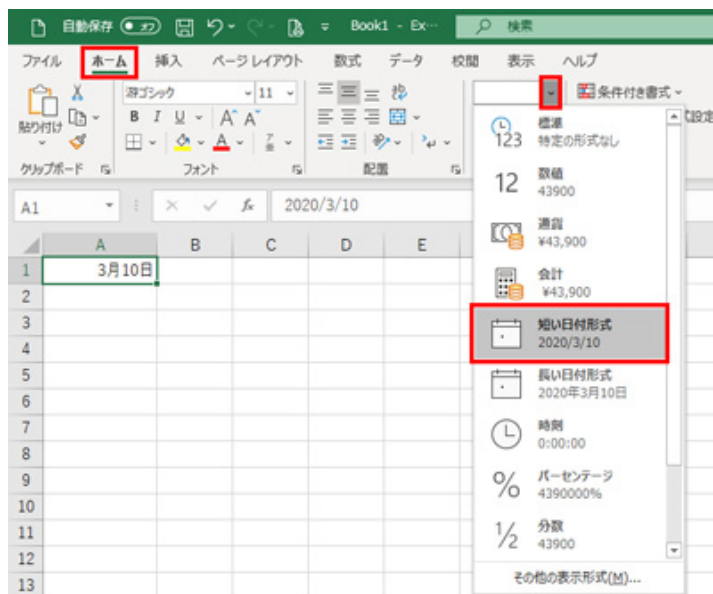 自動保存 オフ Book1 - Ex… 検索
ファイル ホーム 挿入 ページ レイアウト 数式 データ 校閲 表示 ヘルプ
貼り付け
游ゴシック 11
B I U A A
A
条件付き書式
クリップボード フォント 配置
A1 fx 2020/3/10
A B C D E
1 3月10日
2
3
4
5
6
7
8
9
10
11
12
13
123 標準
特定の形式なし
12 数値
43900
通貨
¥43,900
会計
¥43,900
短い日付形式
2020/3/10
長い日付形式
2020年3月10日
時刻
0:00:00
% パーセンテージ
4390000%
1/2 分数
43900
その他の表示形式(M)...